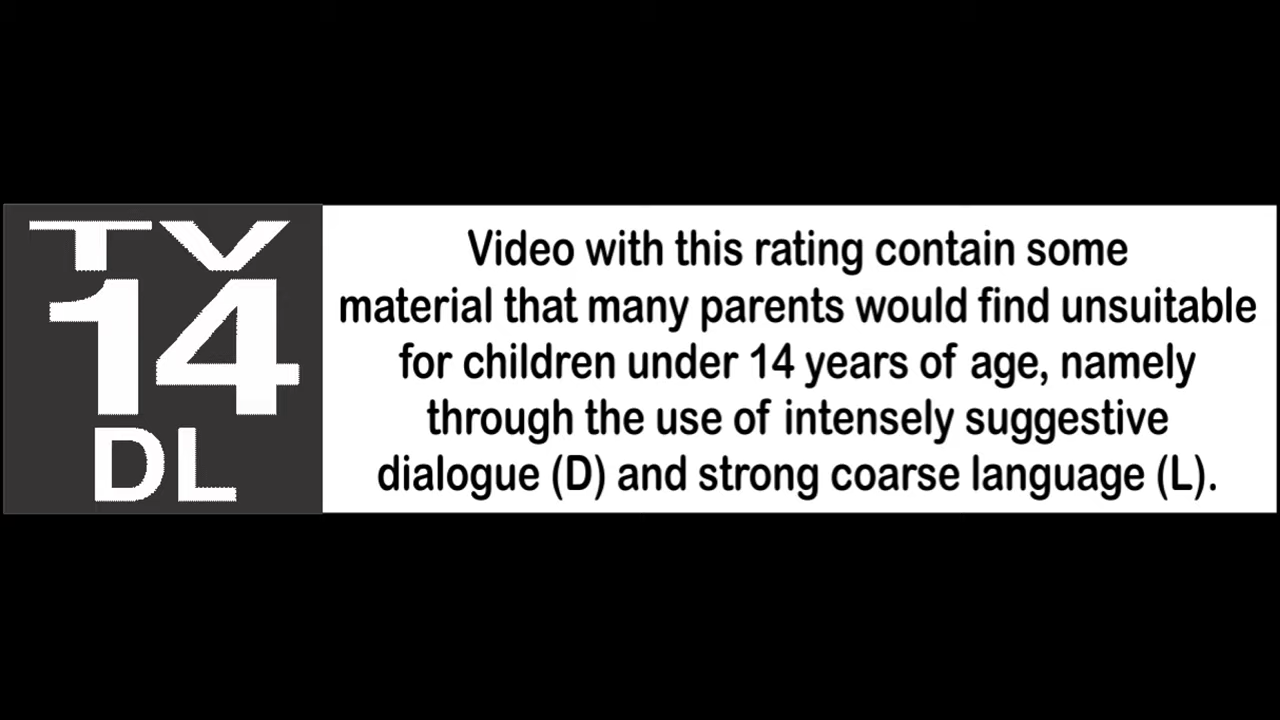 TV
14
DL
Video with this rating contain some
material that many parents would find unsuitable
for children under 14 years of age, namely
through the use of intensely suggestive
dialogue (D) and strong coarse language (L).